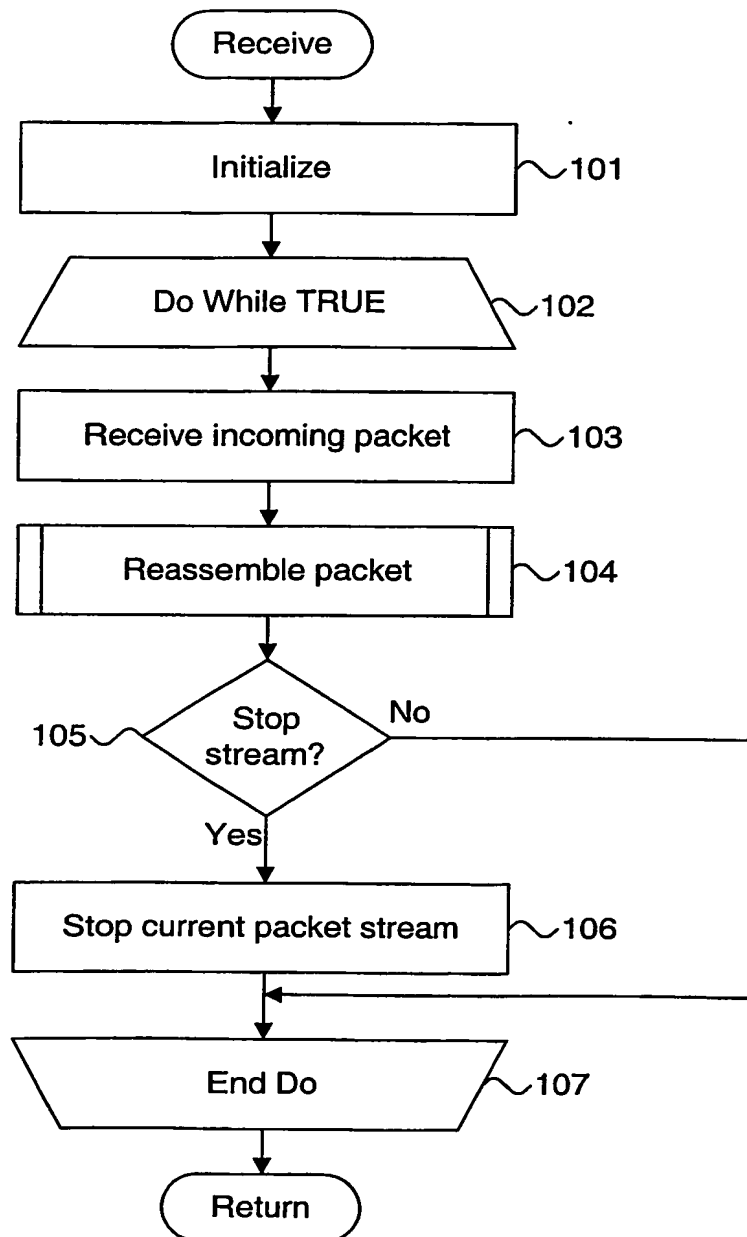 Receive
Initialize
101
Do While TRUE
102
Receive incoming packet
103
Reassemble packet
104
105
Stop
stream?
No
Yes
Stop current packet stream
106
End Do
107
Return